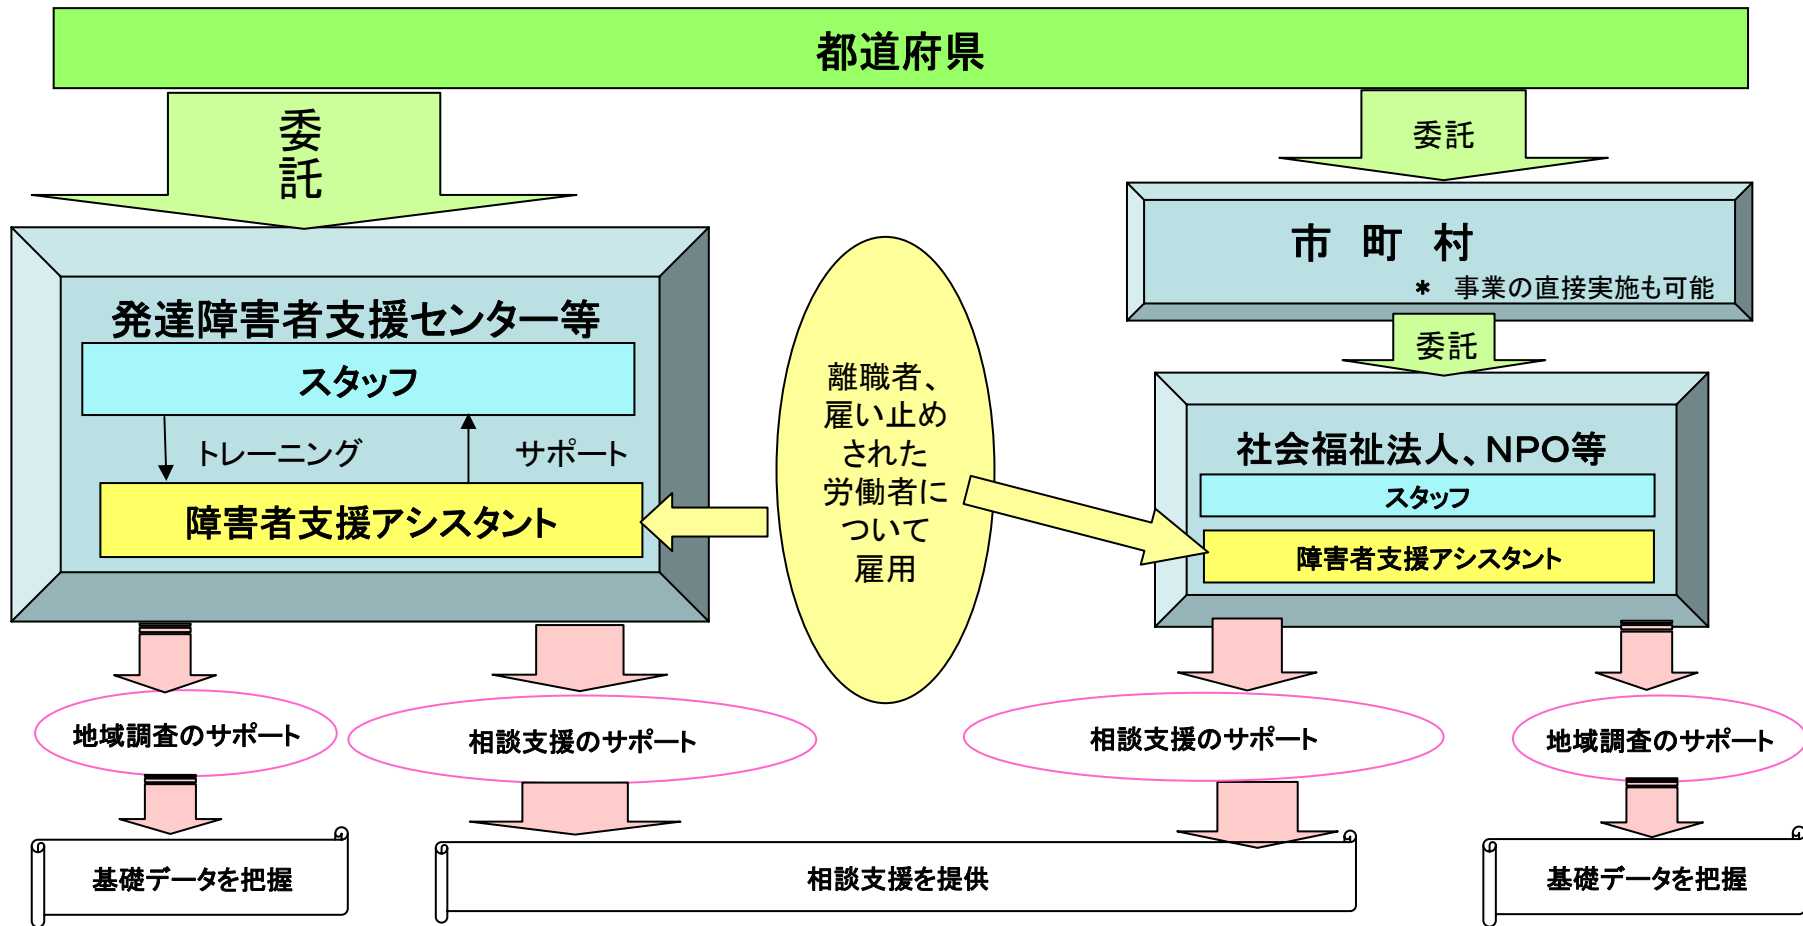 都道府県
委
託
委託
市 町 村
* 事業の直接実施も可能
委託
発達障害者支援センター等
スタッフ
トレーニング
サポート
障害者支援アシスタント
離職者、
雇い止め
された
労働者に
ついて
雇用
社会福祉法人、NPO等
スタッフ
障害者支援アシスタント
地域調査のサポート
相談支援のサポート
相談支援のサポート
地域調査のサポート
基礎データを把握
相談支援を提供
基礎データを把握